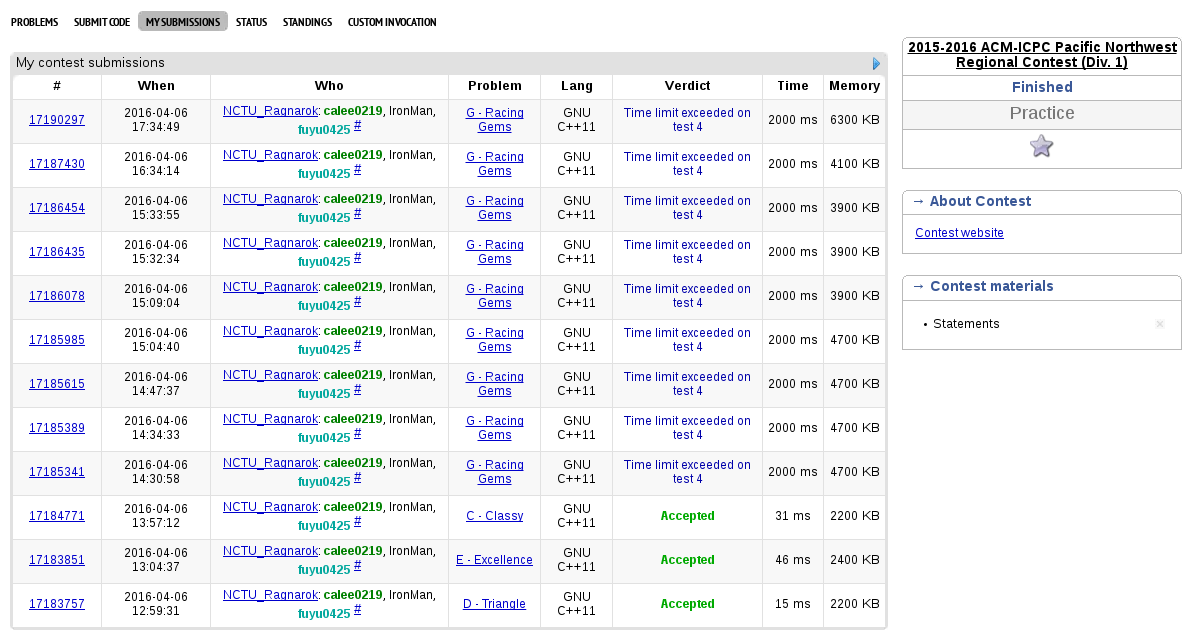 PROBLEMS SUBMIT CODE MY SUBMISSIONS STATUS STANDINGS CUSTOM INVOCATION
My contest submissions
# When Who Problem Lang Verdict Time Memory
17190297 2016-04-06 17:34:49 NCTU_Ragnarok: calee0219, IronMan, fuyu0425 # G - Racing Gems GNU C++11 Time limit exceeded on test 4 2000 ms 6300 KB
17187430 2016-04-06 16:34:14 NCTU_Ragnarok: calee0219, IronMan, fuyu0425 # G - Racing Gems GNU C++11 Time limit exceeded on test 4 2000 ms 4100 KB
17186454 2016-04-06 15:33:55 NCTU_Ragnarok: calee0219, IronMan, fuyu0425 # G - Racing Gems GNU C++11 Time limit exceeded on test 4 2000 ms 3900 KB
17186435 2016-04-06 15:32:34 NCTU_Ragnarok: calee0219, IronMan, fuyu0425 # G - Racing Gems GNU C++11 Time limit exceeded on test 4 2000 ms 3900 KB
17186078 2016-04-06 15:09:04 NCTU_Ragnarok: calee0219, IronMan, fuyu0425 # G - Racing Gems GNU C++11 Time limit exceeded on test 4 2000 ms 3900 KB
17185985 2016-04-06 15:04:40 NCTU_Ragnarok: calee0219, IronMan, fuyu0425 # G - Racing Gems GNU C++11 Time limit exceeded on test 4 2000 ms 4700 KB
17185615 2016-04-06 14:47:37 NCTU_Ragnarok: calee0219, IronMan, fuyu0425 # G - Racing Gems GNU C++11 Time limit exceeded on test 4 2000 ms 4700 KB
17185389 2016-04-06 14:34:33 NCTU_Ragnarok: calee0219, IronMan, fuyu0425 # G - Racing Gems GNU C++11 Time limit exceeded on test 4 2000 ms 4700 KB
17185341 2016-04-06 14:30:58 NCTU_Ragnarok: calee0219, IronMan, fuyu0425 # G - Racing Gems GNU C++11 Time limit exceeded on test 4 2000 ms 4700 KB
17184771 2016-04-06 13:57:12 NCTU_Ragnarok: calee0219, IronMan, fuyu0425 # C - Classy GNU C++11 Accepted 31 ms 2200 KB
17183851 2016-04-06 13:04:37 NCTU_Ragnarok: calee0219, IronMan, fuyu0425 # E - Excellence GNU C++11 Accepted 46 ms 2400 KB
17183757 2016-04-06 12:59:31 NCTU_Ragnarok: calee0219, IronMan, fuyu0425 # D - Triangle GNU C++11 Accepted 15 ms 2200 KB
2015-2016 ACM-ICPC Pacific Northwest
Regional Contest (Div. 1)
Finished
Practice
→ About Contest
Contest website
→ Contest materials
• Statements ×